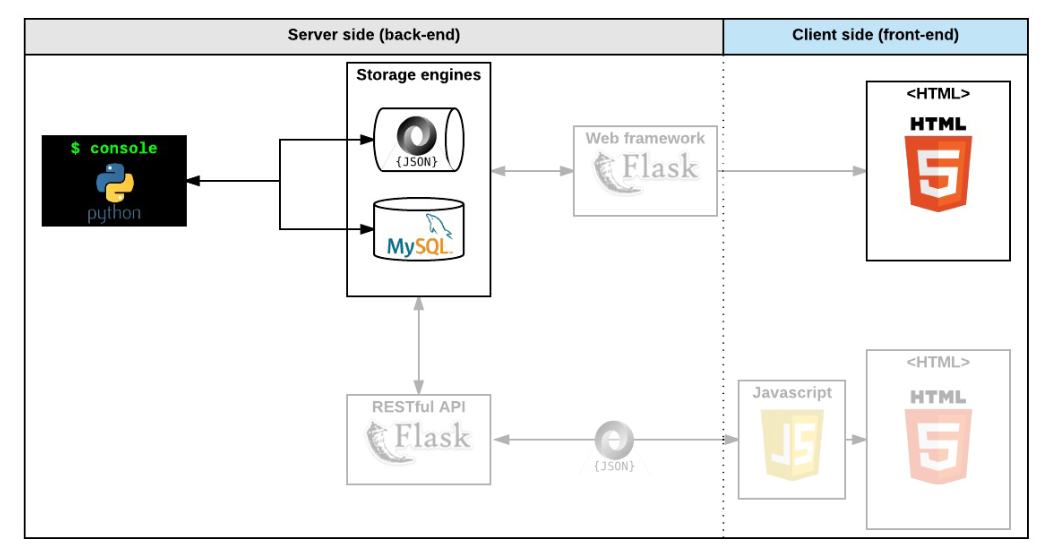 Server side (back-end)
Client side (front-end)
Storage engines
<HTML>
HTML
5
$ console
python
{JSON}
MySQL
Web framework
Flask
RESTful API
Flask
{JSON}
Javascript
JS
<HTML>
HTML
5